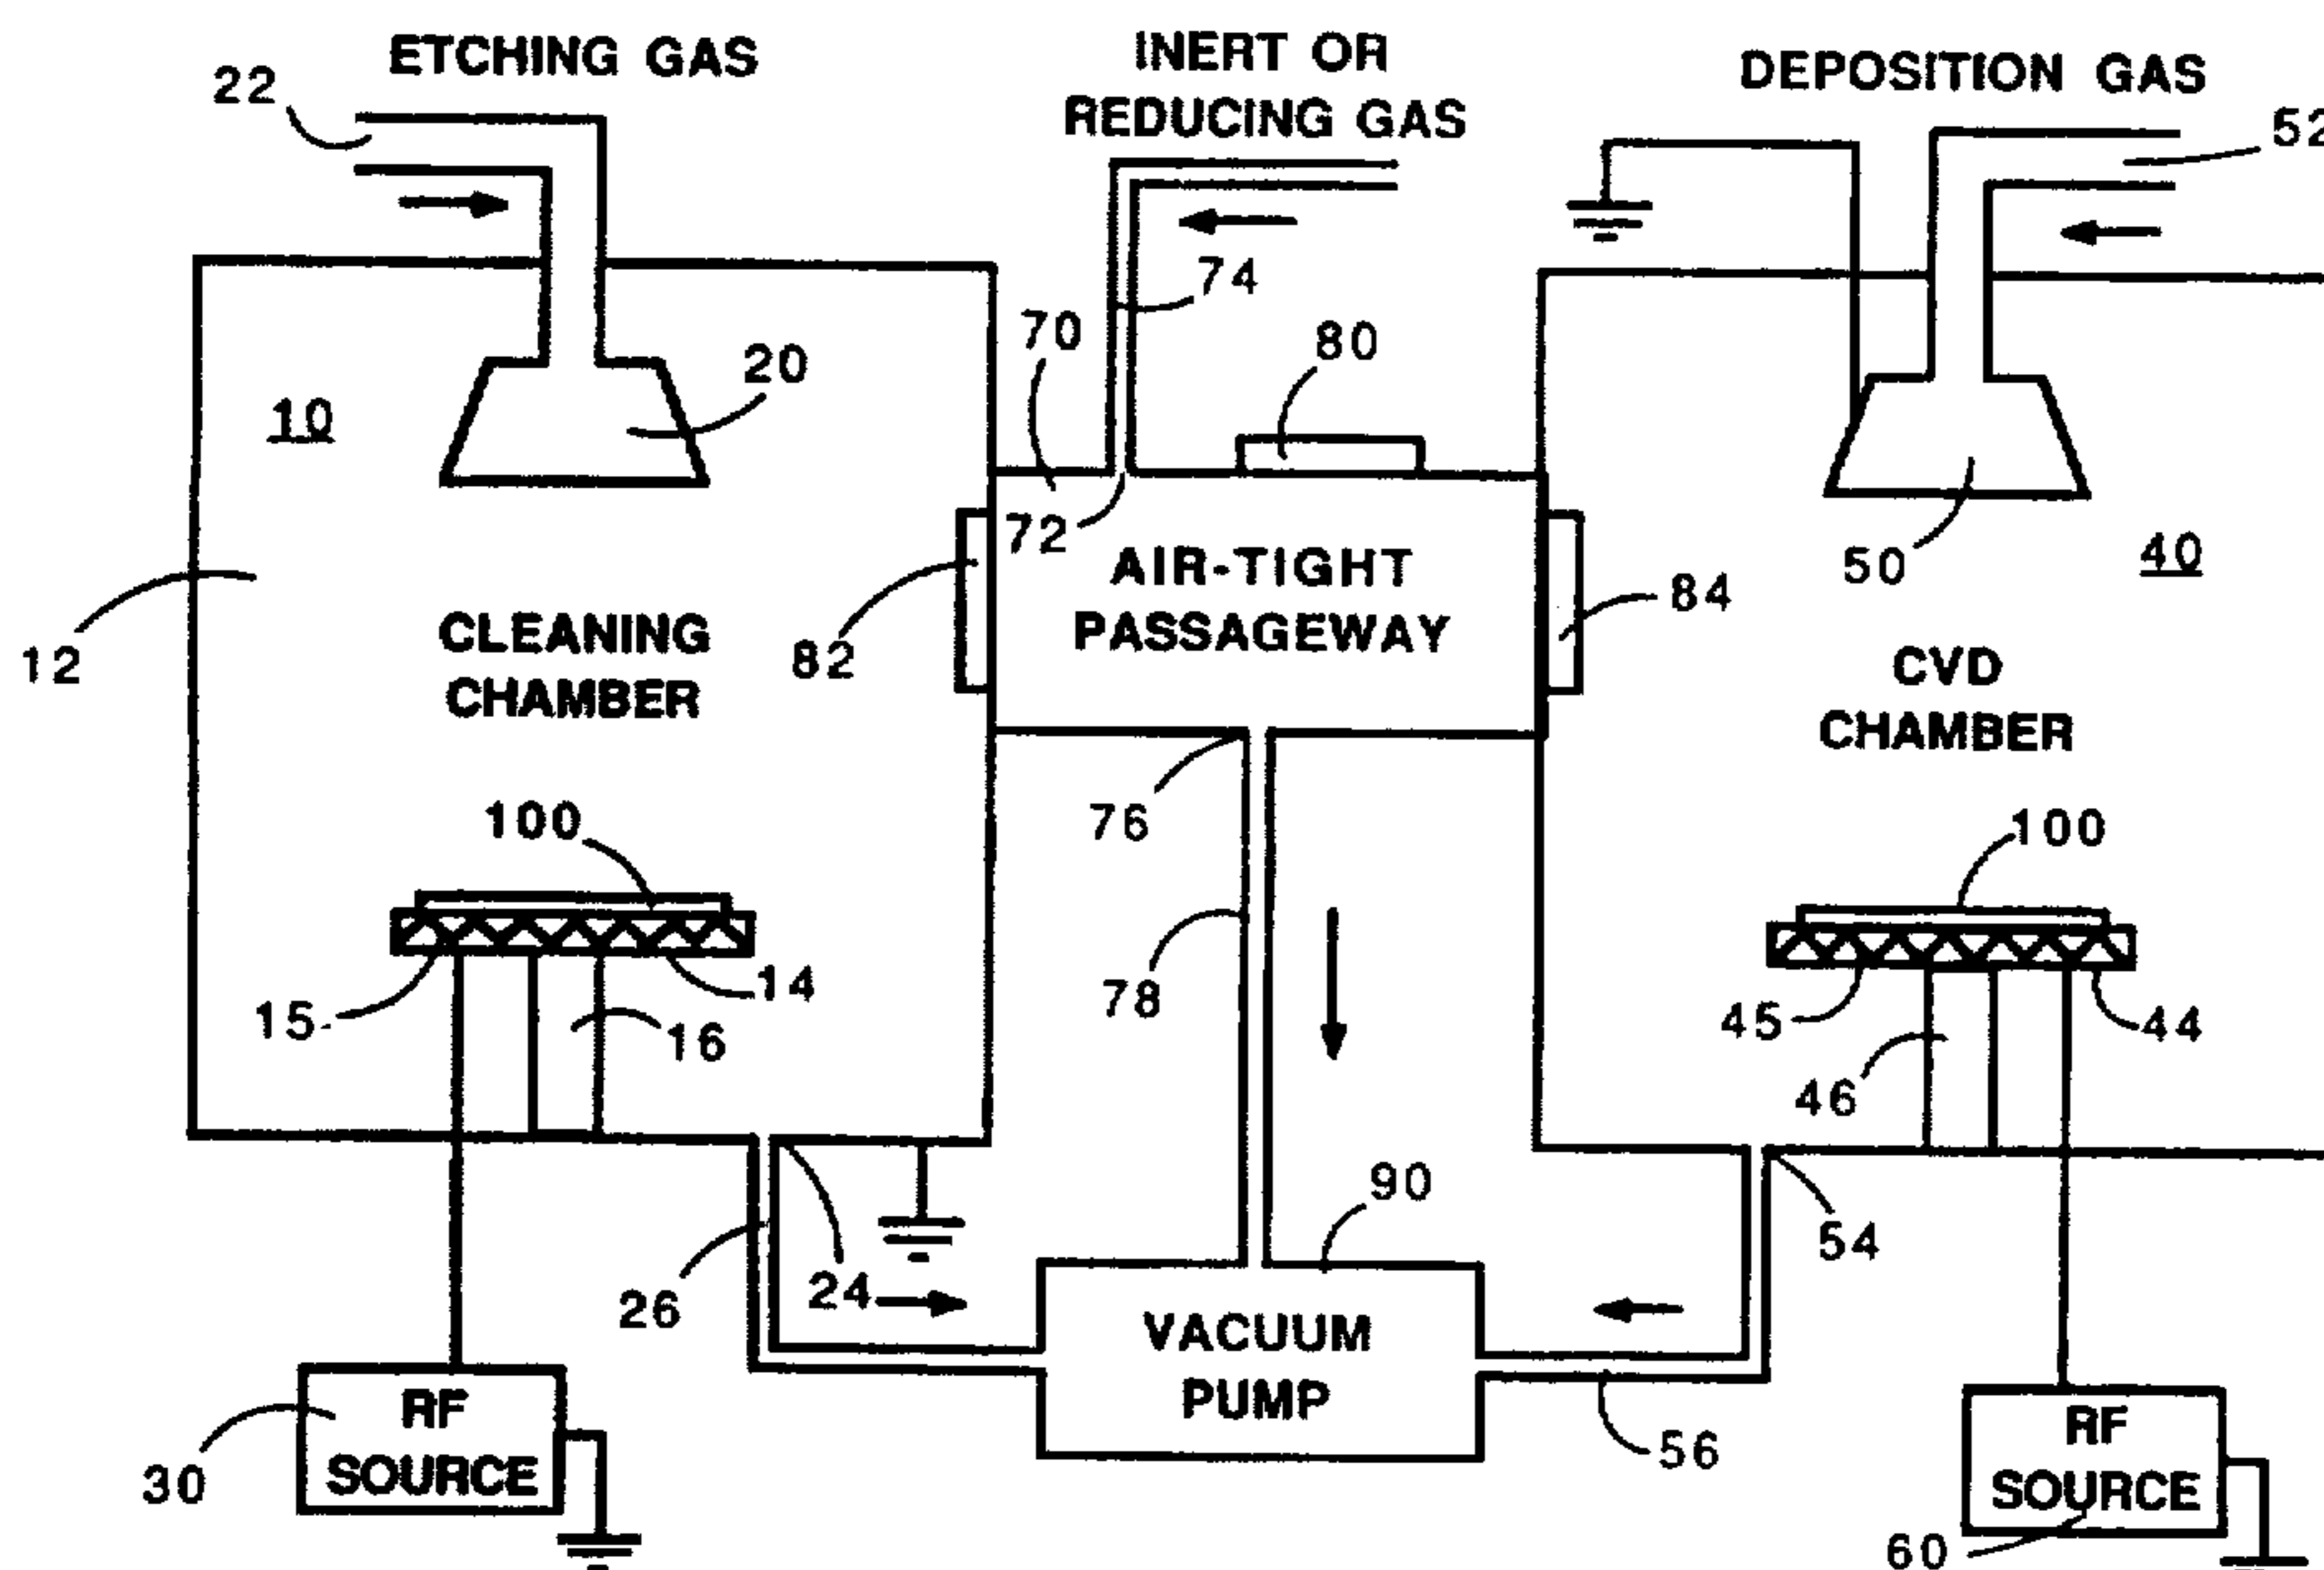 ETCHING GAS
22
INERT OR
REDUCING GAS
DEPOSITION GAS
52
74
70
80
20
10
72
AIR-TIGHT
PASSAGEWAY
50
40
84
82
12
CLEANING
CHAMBER
CVD
CHAMBER
76
100
100
78
15
14
16
45
44
46
90
54
24
26
VACUUM
PUMP
56
RF
SOURCE
30
RF
SOURCE
60